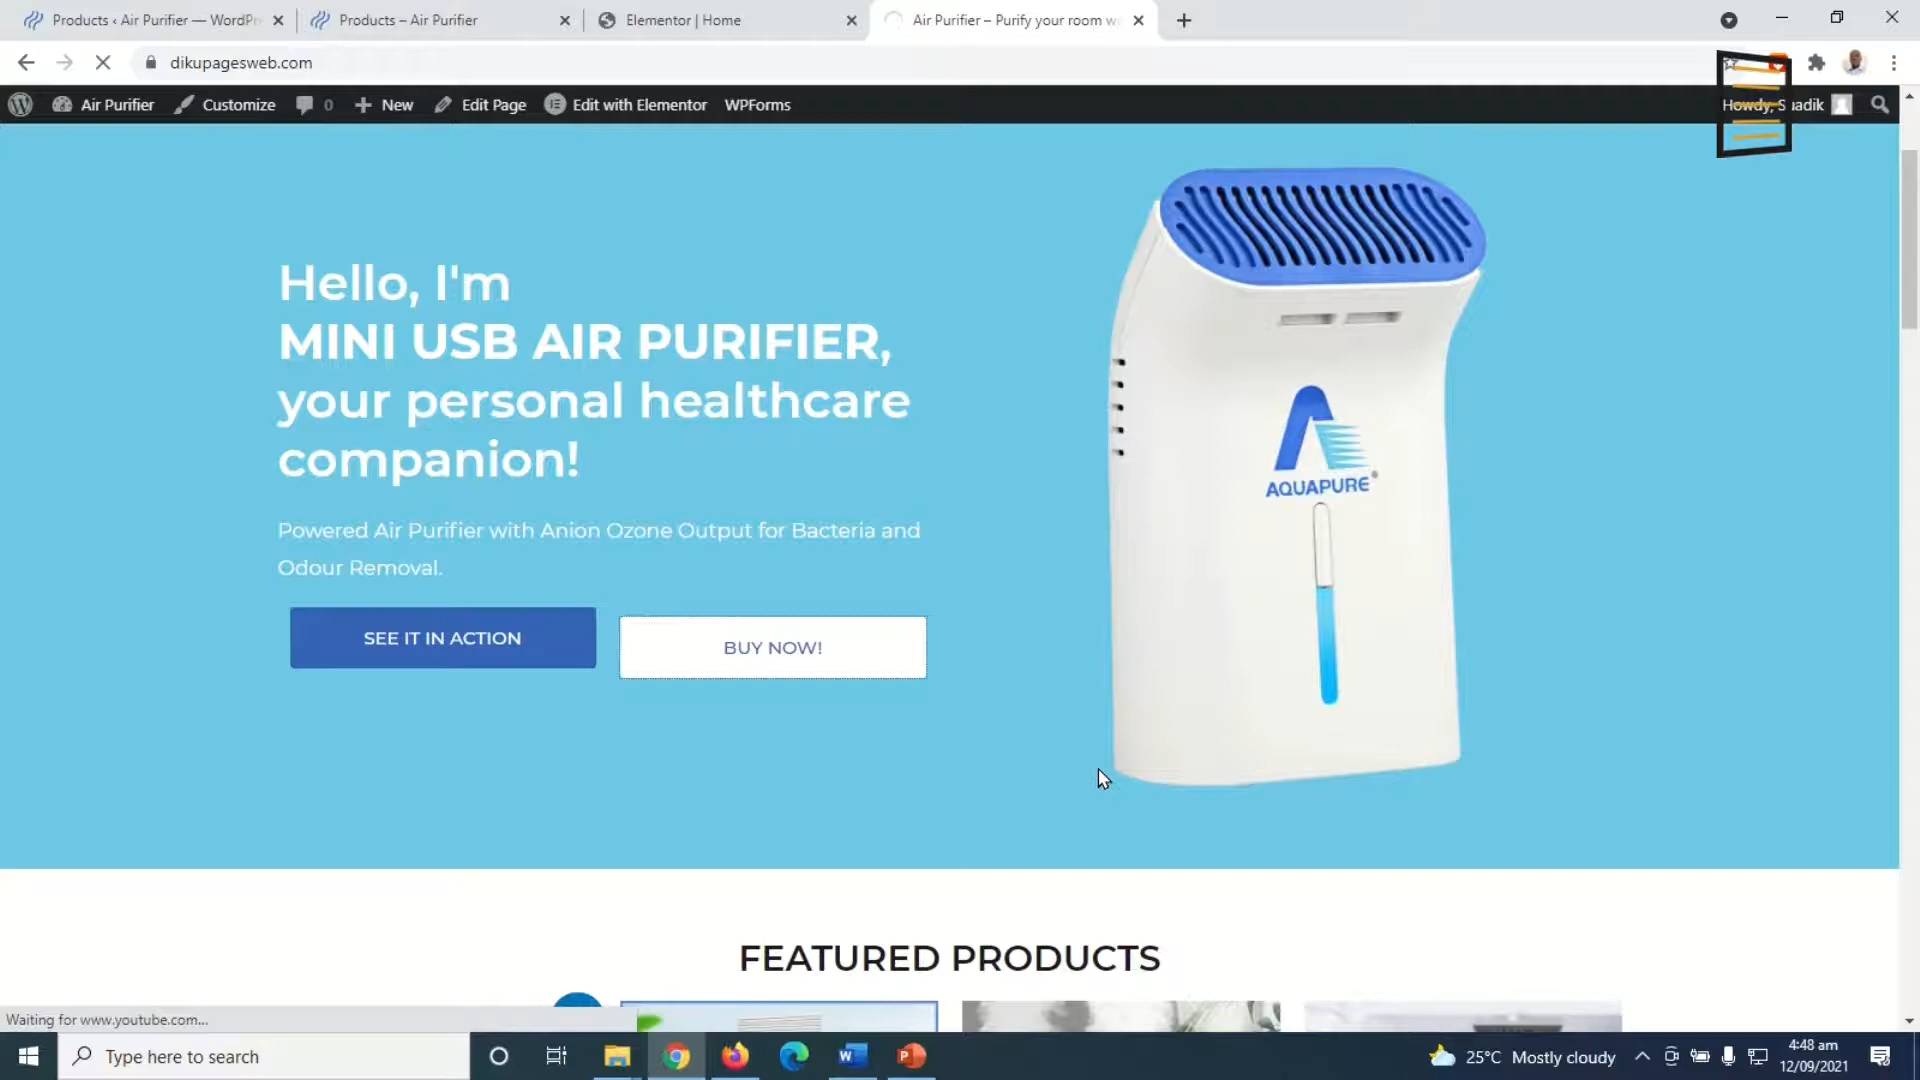 Products ‹ Air Purifier — WordPr
Products – Air Purifier
Elementor | Home
Air Purifier – Purify your room w
dikupagesweb.com
Air Purifier
Customize
0
New
Edit Page
Edit with Elementor
WPForms
Howdy, Suadik
Hello, I'm
MINI USB AIR PURIFIER,
your personal healthcare
companion!
Powered Air Purifier with Anion Ozone Output for Bacteria and
Odour Removal.
SEE IT IN ACTION
BUY NOW!
AQUAPURE®
FEATURED PRODUCTS
Waiting for www.youtube.com...
Type here to search
25°C Mostly cloudy
4:48 am
12/09/2021